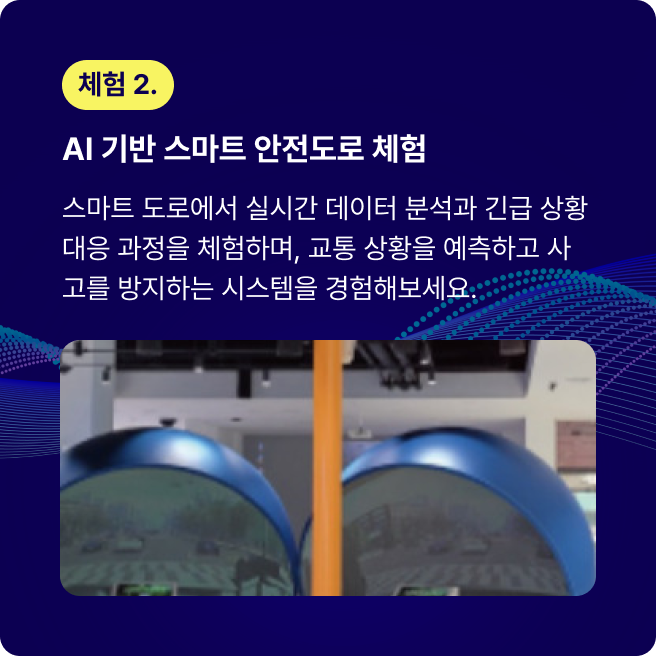 체험 2.
AI 기반 스마트 안전도로 체험
스마트 도로에서 실시간 데이터 분석과 긴급 상황
대응 과정을 체험하며, 교통 상황을 예측하고 사
고를 방지하는 시스템을 경험해보세요.